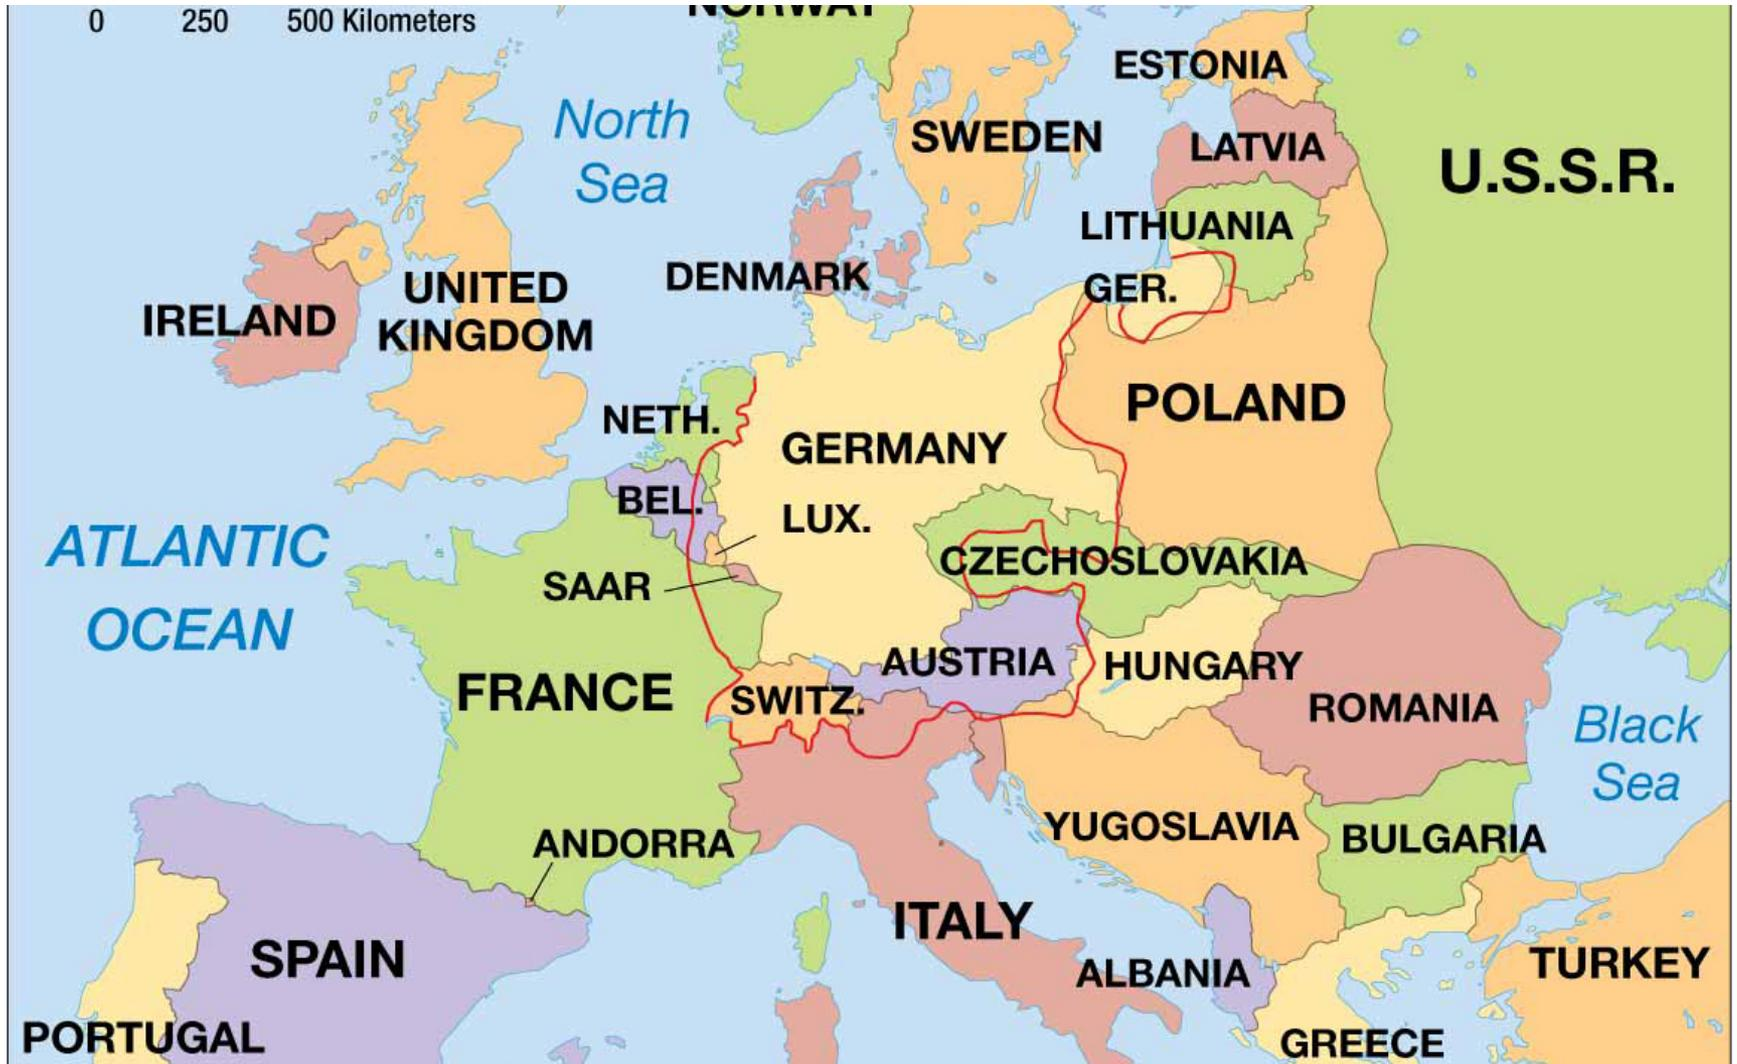 0 250 500 Kilometers
NORWAY
ESTONIA
North
Sea
SWEDEN
LATVIA
U.S.S.R.
LITHUANIA
DENMARK
GER.
UNITED
KINGDOM
IRELAND
POLAND
NETH.
GERMANY
BEL.
LUX.
ATLANTIC
OCEAN
CZECHOSLOVAKIA
SAAR
AUSTRIA
HUNGARY
FRANCE
SWITZ.
ROMANIA
Black
Sea
YUGOSLAVIA
BULGARIA
ANDORRA
ITALY
SPAIN
ALBANIA
TURKEY
PORTUGAL
GREECE